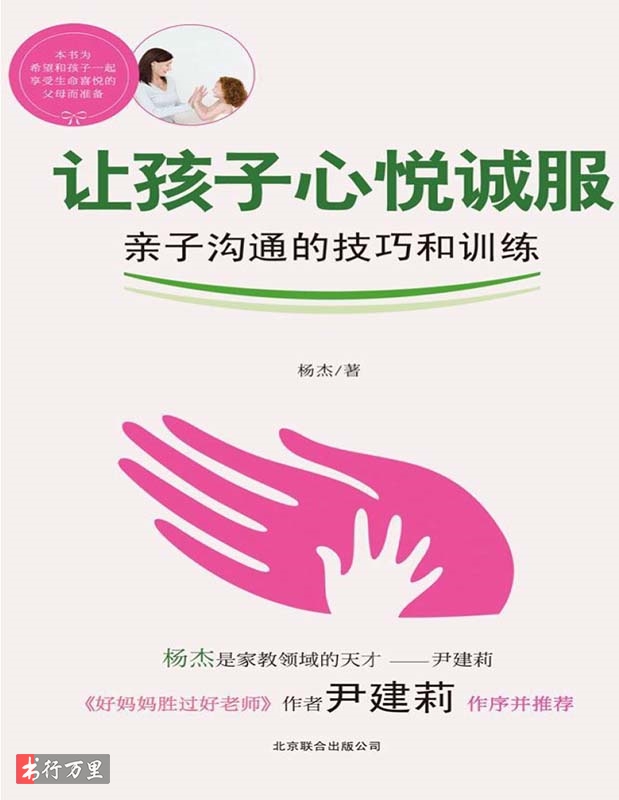 本书为
希望和孩子一起
享受生命喜悦的
父母而准备
让孩子心悦诚服
亲子沟通的技巧和训练
杨杰/著
杨杰是家教领域的天才 ——尹建莉
《好妈妈胜过好老师》作者 尹建莉 作序并推荐
北京联合出版公司
书行万里